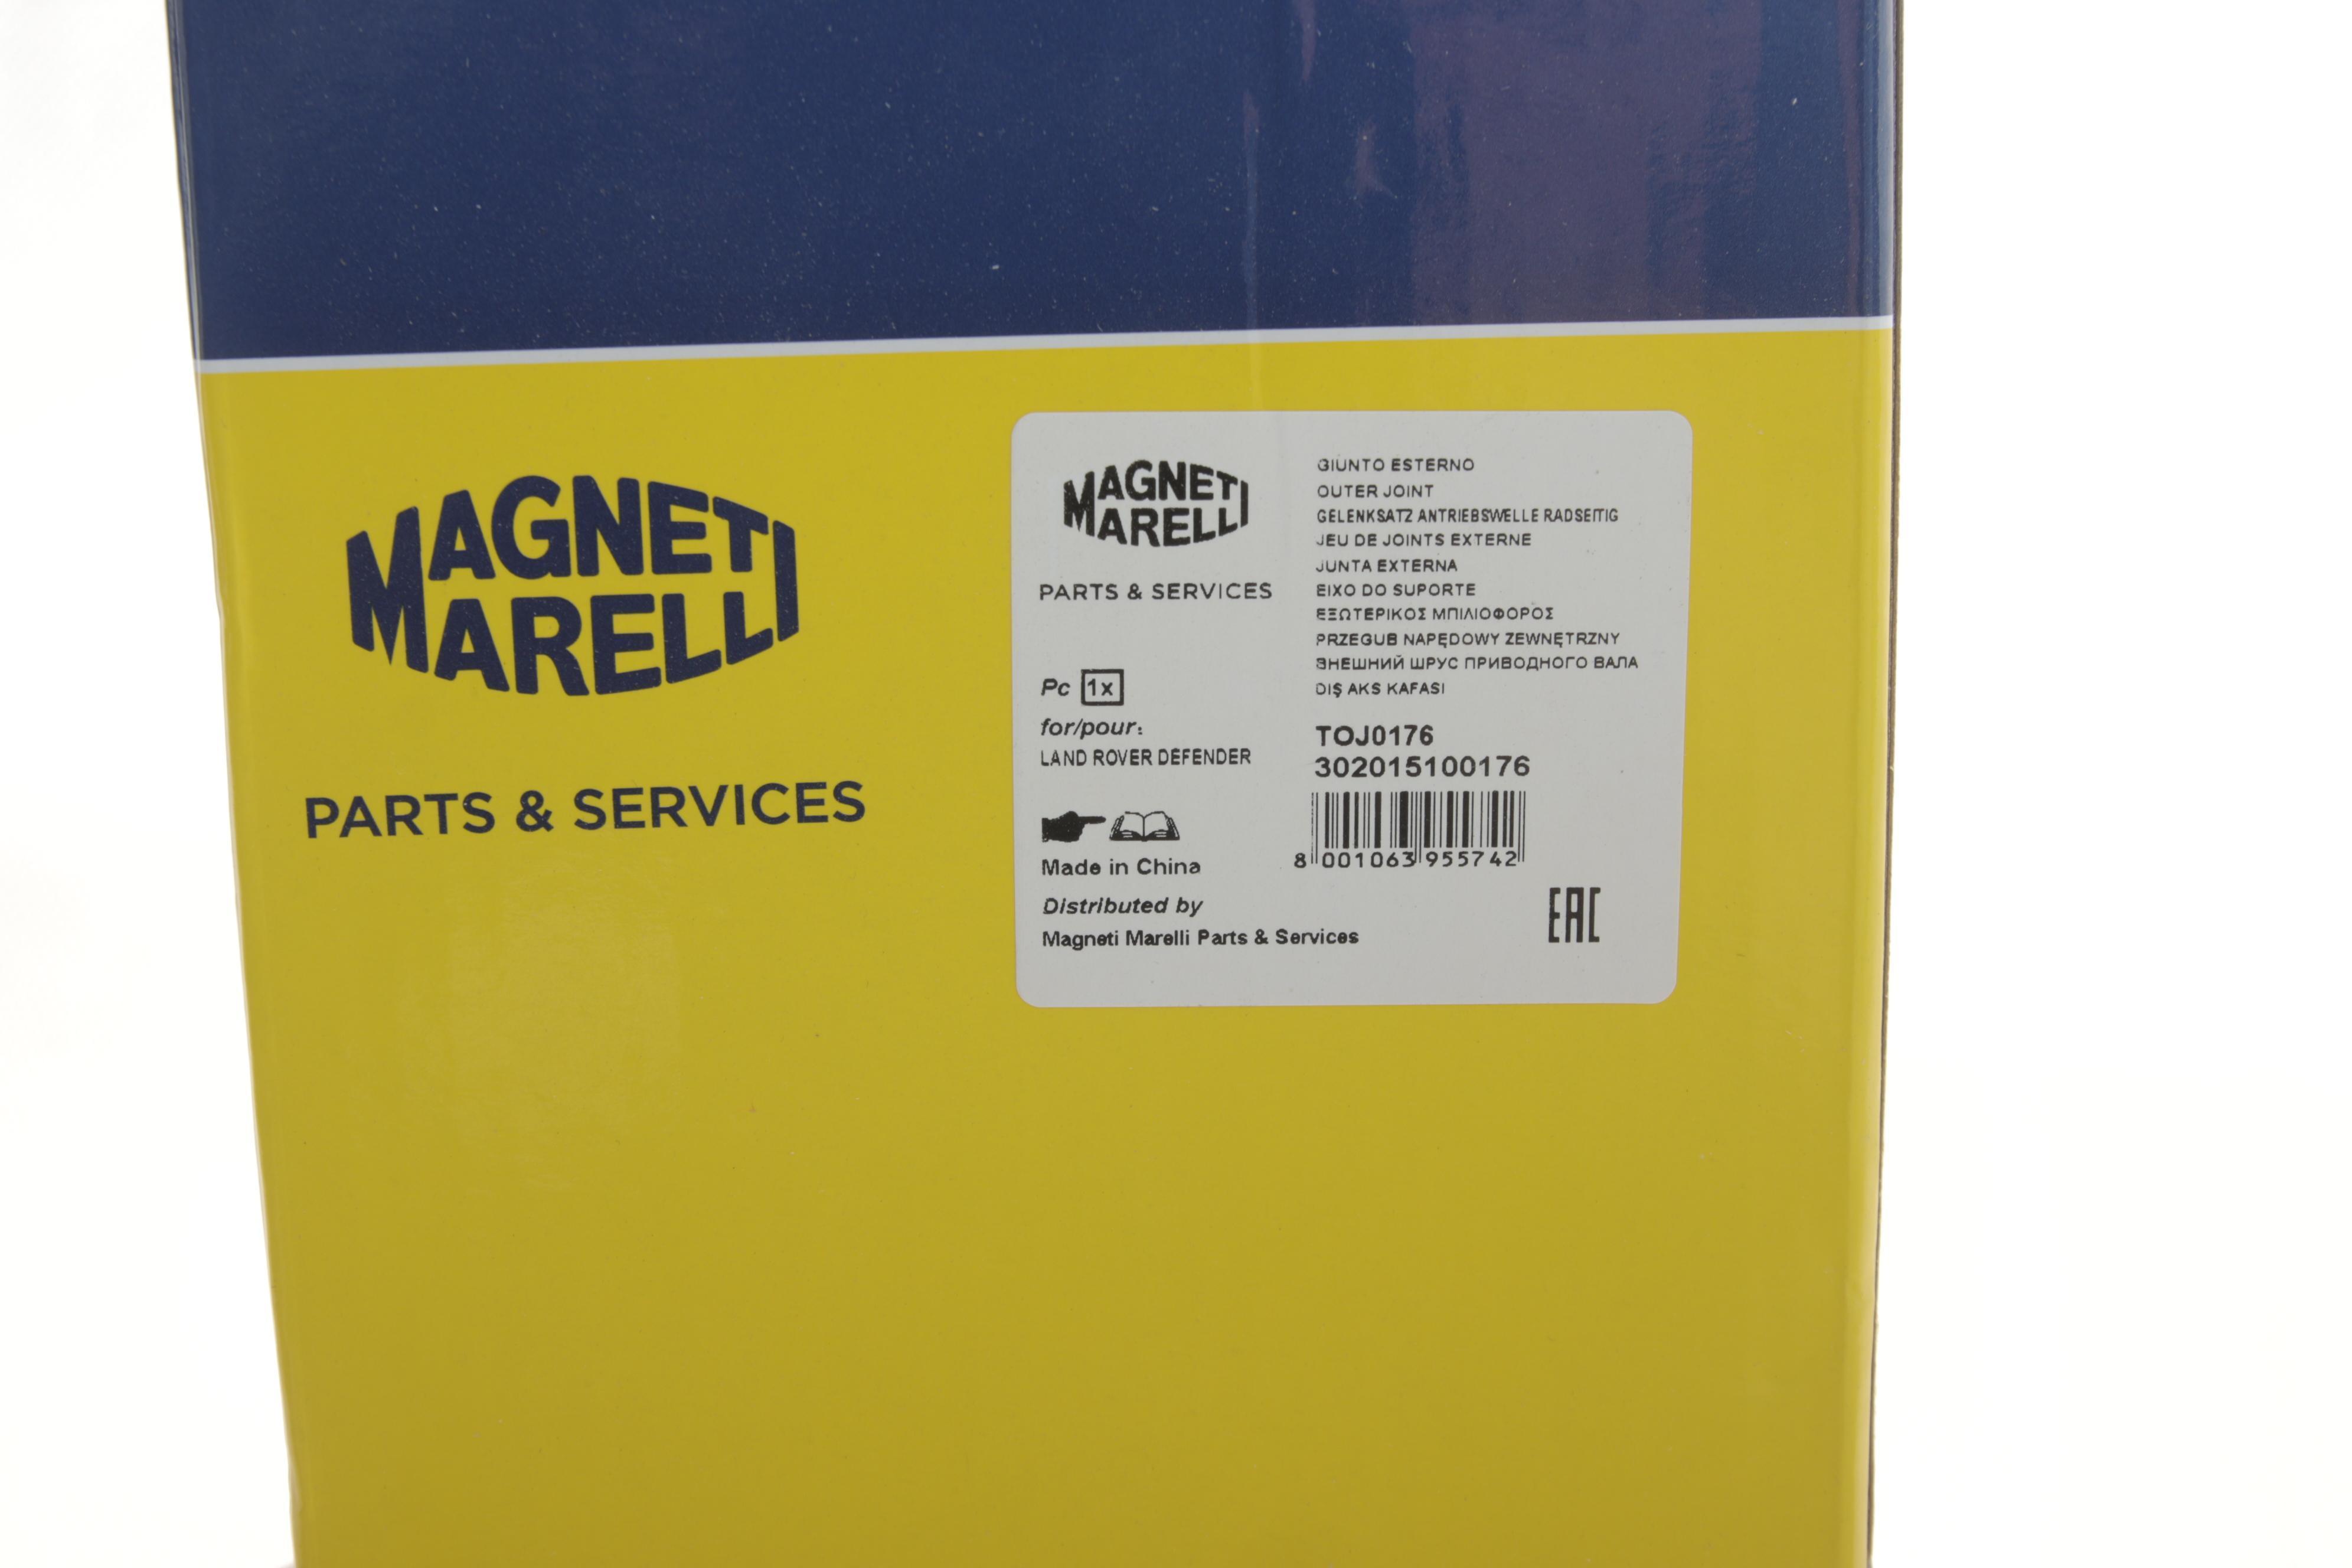 MAGNETI
MARELLI
PARTS & SERVICES
MAGNETI
MARELLI
PARTS & SERVICES
Pc 1x
for/pour:
LAND ROVER DEFENDER
Made in China
Distributed by
Magneti Marelli Parts & Services
GIUNTO ESTERNO
OUTER JOINT
GELENKSATZ ANTRIEBSWELLE RADSEITIG
JEU DE JOINTS EXTERNE
JUNTA EXTERNA
EIXO DO SUPORTE
ΕΞΩΤΕΡΙΚΟΣ ΜΠΙΛΙΟΦΟΡΟΣ
PRZEGUB NAPĘDOWY ZEWNĘTRZNY
ВНЕШНИЙ ШРУС ПРИВОДНОГО ВАЛА
DIŞ AKS KAFASI
TOJ0176
302015100176
8 001063 955742
EAC